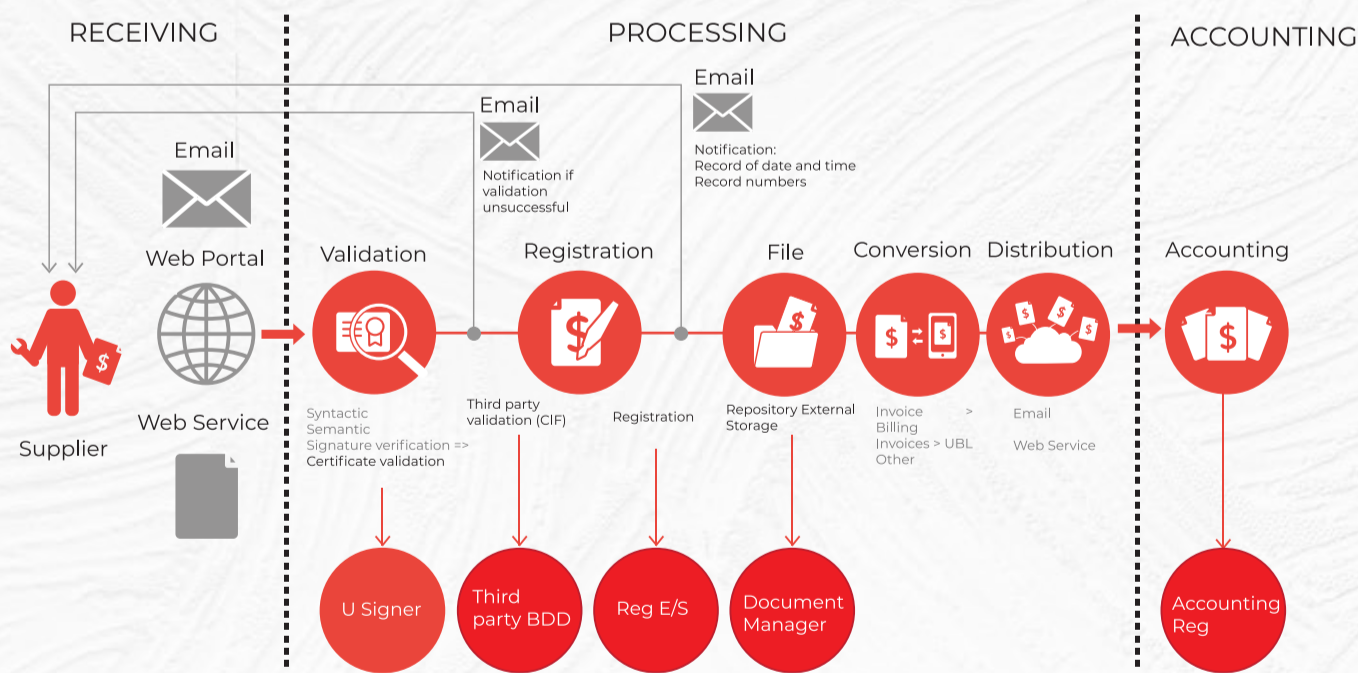 RECEIVING
PROCESSING
ACCOUNTING
Email
Web Portal
Web Service
Supplier
Email
Notification if
validation
unsuccessful
Email
Notification:
Record of date and time
Record numbers
Validation
Registration
File
Conversion
Distribution
Accounting
$
$
$
$
$
$
$
$
$
$
Syntactic
Semantic
Signature verification =>
Certificate validation
Third party
validation (CIF)
Registration
Repository External
Storage
Invoice >
Billing
Invoices > UBL
Other
Email
Web Service
U Signer
Third
party BDD
Reg E/S
Document
Manager
Accounting
Reg